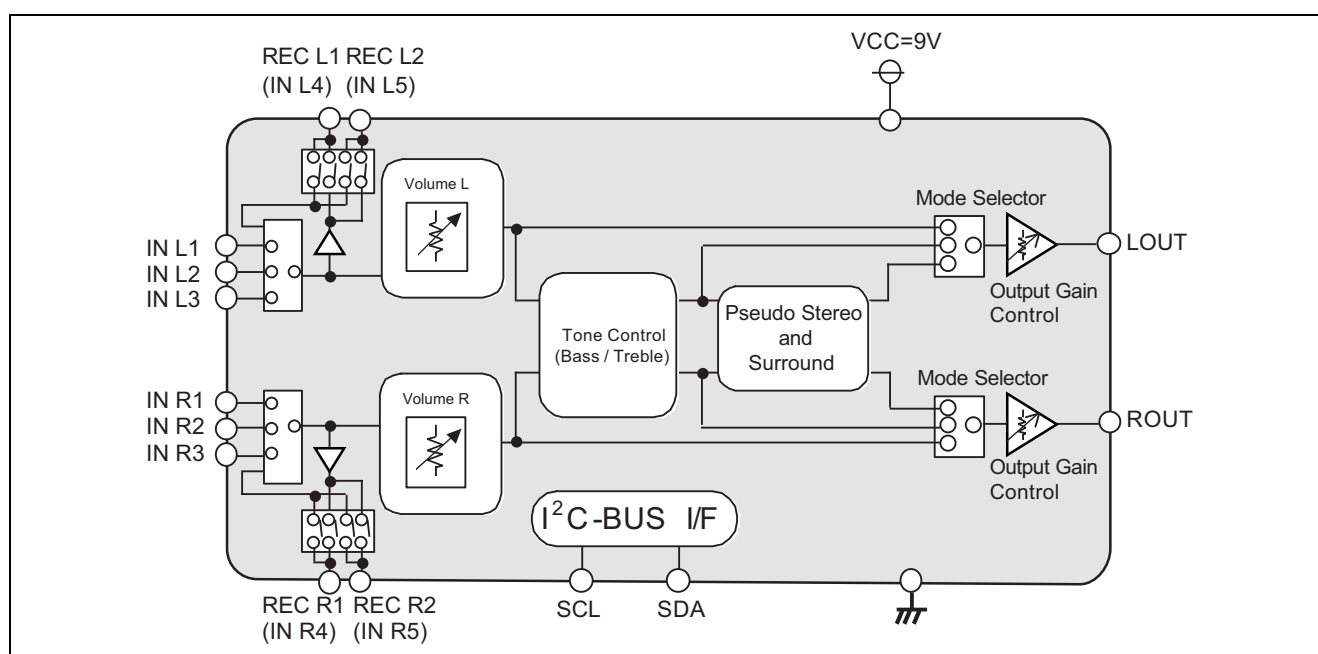 VCC=9V
REC L1 REC L2
(IN L4) (IN L5)
Volume L
Mode Selector
IN L1
IN L2
IN L3
LOUT
Output Gain
Control
Tone Control
(Bass / Treble)
Pseudo Stereo
and
Surround
Mode Selector
IN R1
IN R2
IN R3
Volume R
ROUT
Output Gain
Control
I²C-BUS I/F
REC R1 REC R2
(IN R4) (IN R5)
SCL
SDA